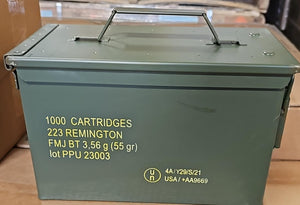 1000 CARTRIDGES
223 REMINGTON
FMJ BT 3,56 g (55 gr)
lot PPU 23003
u
n
4A/Y29/S/21
USA/+AA9669